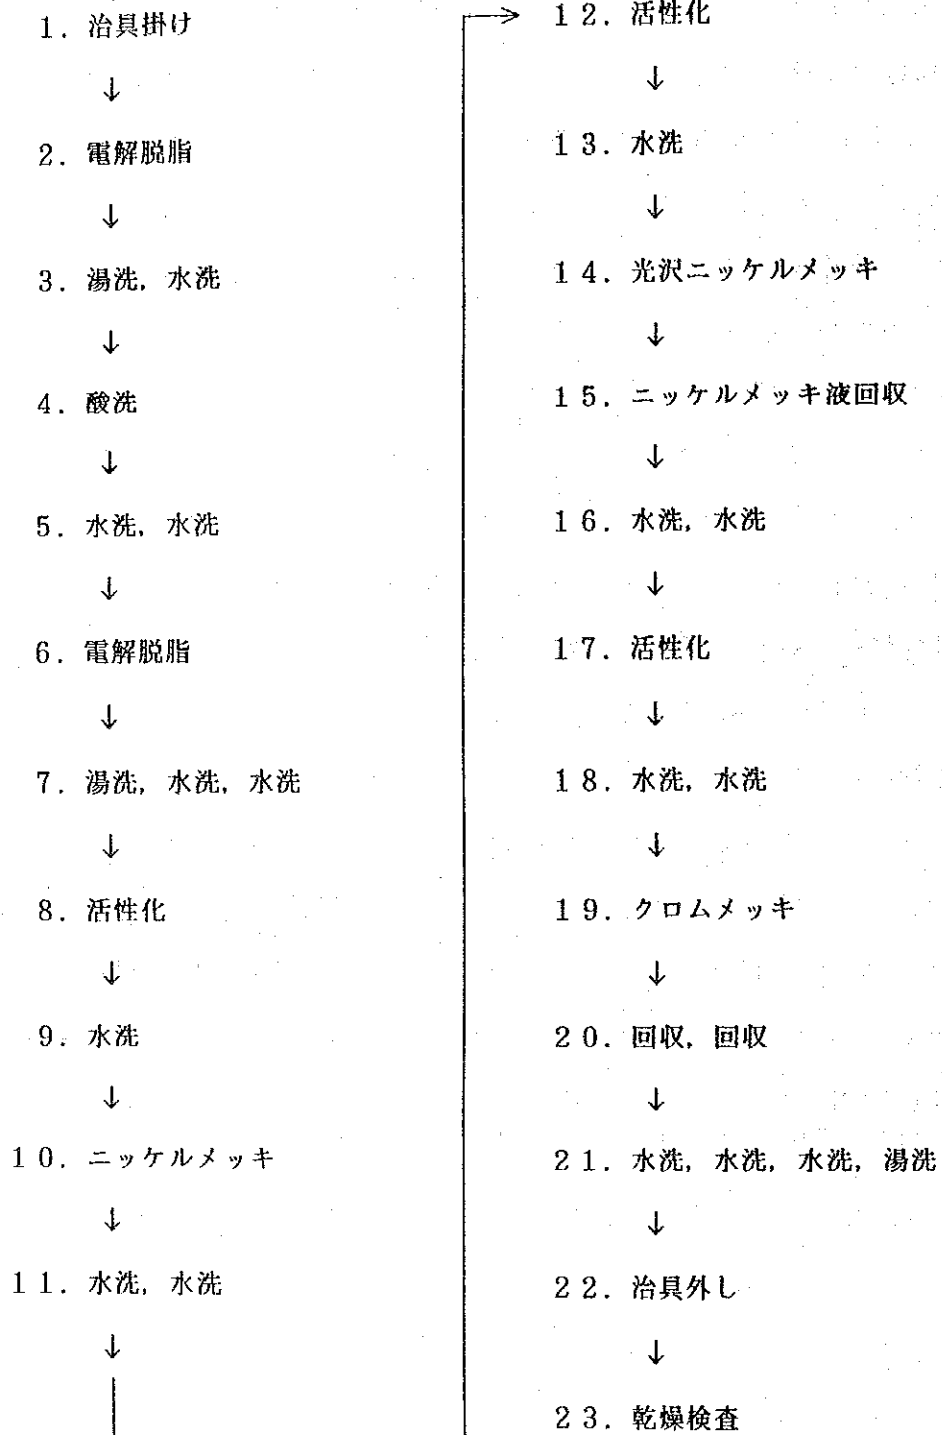 1. 治具掛け
↓
2. 電解脱脂
↓
3. 湯洗, 水洗
↓
4. 酸洗
↓
5. 水洗, 水洗
↓
6. 電解脱脂
↓
7. 湯洗, 水洗, 水洗
↓
8. 活性化
↓
9. 水洗
↓
10. ニッケルメッキ
↓
11. 水洗, 水洗
↓
12. 活性化
↓
13. 水洗
↓
14. 光沢ニッケルメッキ
↓
15. ニッケルメッキ液回収
↓
16. 水洗, 水洗
↓
17. 活性化
↓
18. 水洗, 水洗
↓
19. クロムメッキ
↓
20. 回収, 回収
↓
21. 水洗, 水洗, 水洗, 湯洗
↓
22. 治具外し
↓
23. 乾燥検査